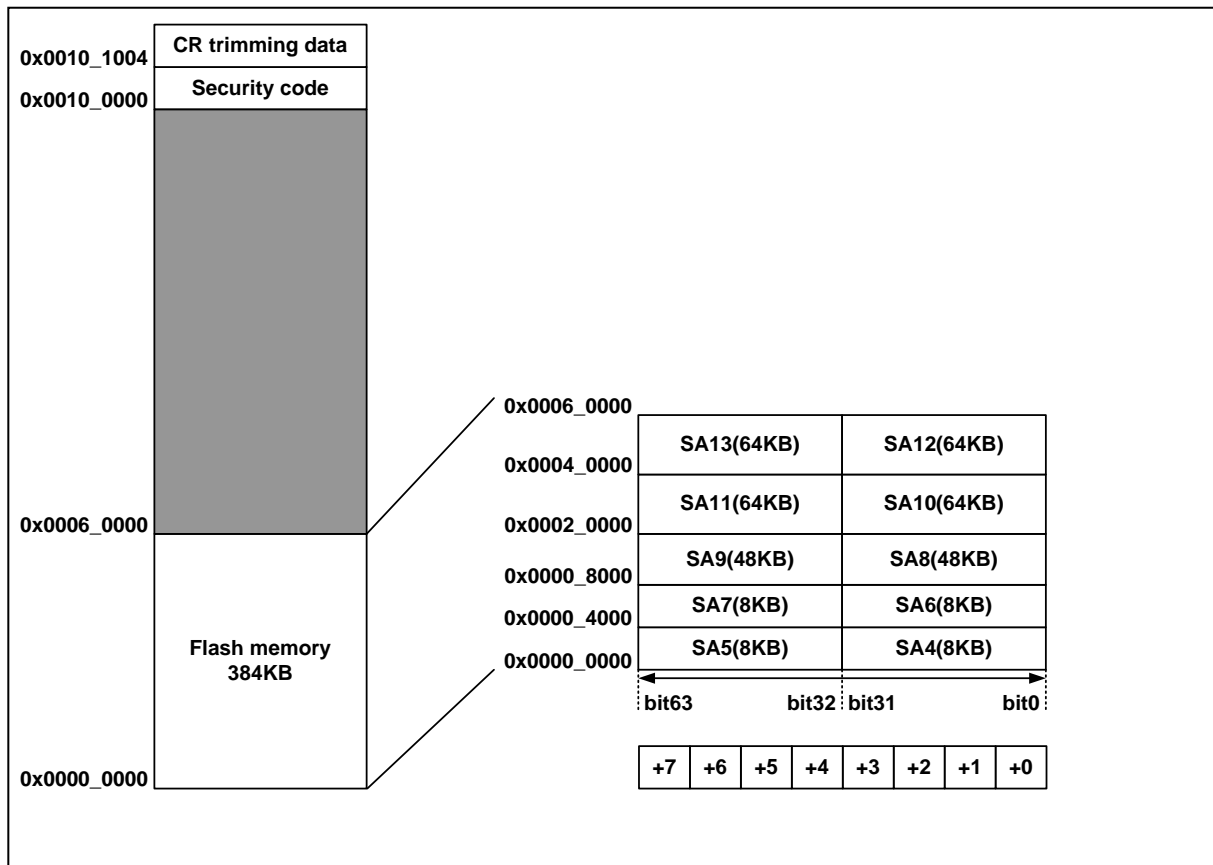 CR trimming data
0x0010_1004
Security code
0x0010_0000
0x0006_0000
Flash memory
384KB
0x0000_0000
0x0006_0000
SA13(64KB) SA12(64KB)
0x0004_0000
SA11(64KB) SA10(64KB)
0x0002_0000
SA9(48KB) SA8(48KB)
0x0000_8000
SA7(8KB) SA6(8KB)
0x0000_4000
SA5(8KB) SA4(8KB)
0x0000_0000
bit63 bit32 bit31 bit0
+7 +6 +5 +4 +3 +2 +1 +0